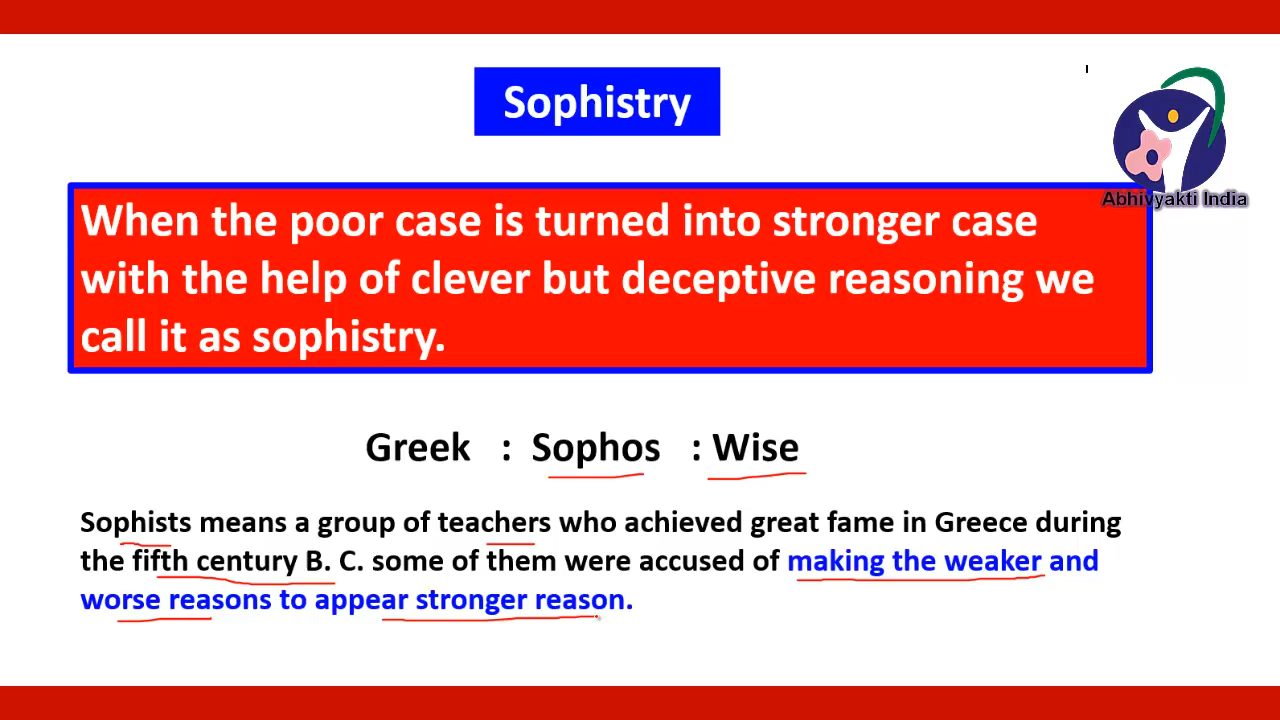 Sophistry
Abhivyakti India
When the poor case is turned into stronger case
with the help of clever but deceptive reasoning we
call it as sophistry.
Greek : Sophos : Wise
Sophists means a group of teachers who achieved great fame in Greece during
the fifth century B. C. some of them were accused of making the weaker and
worse reasons to appear stronger reason.